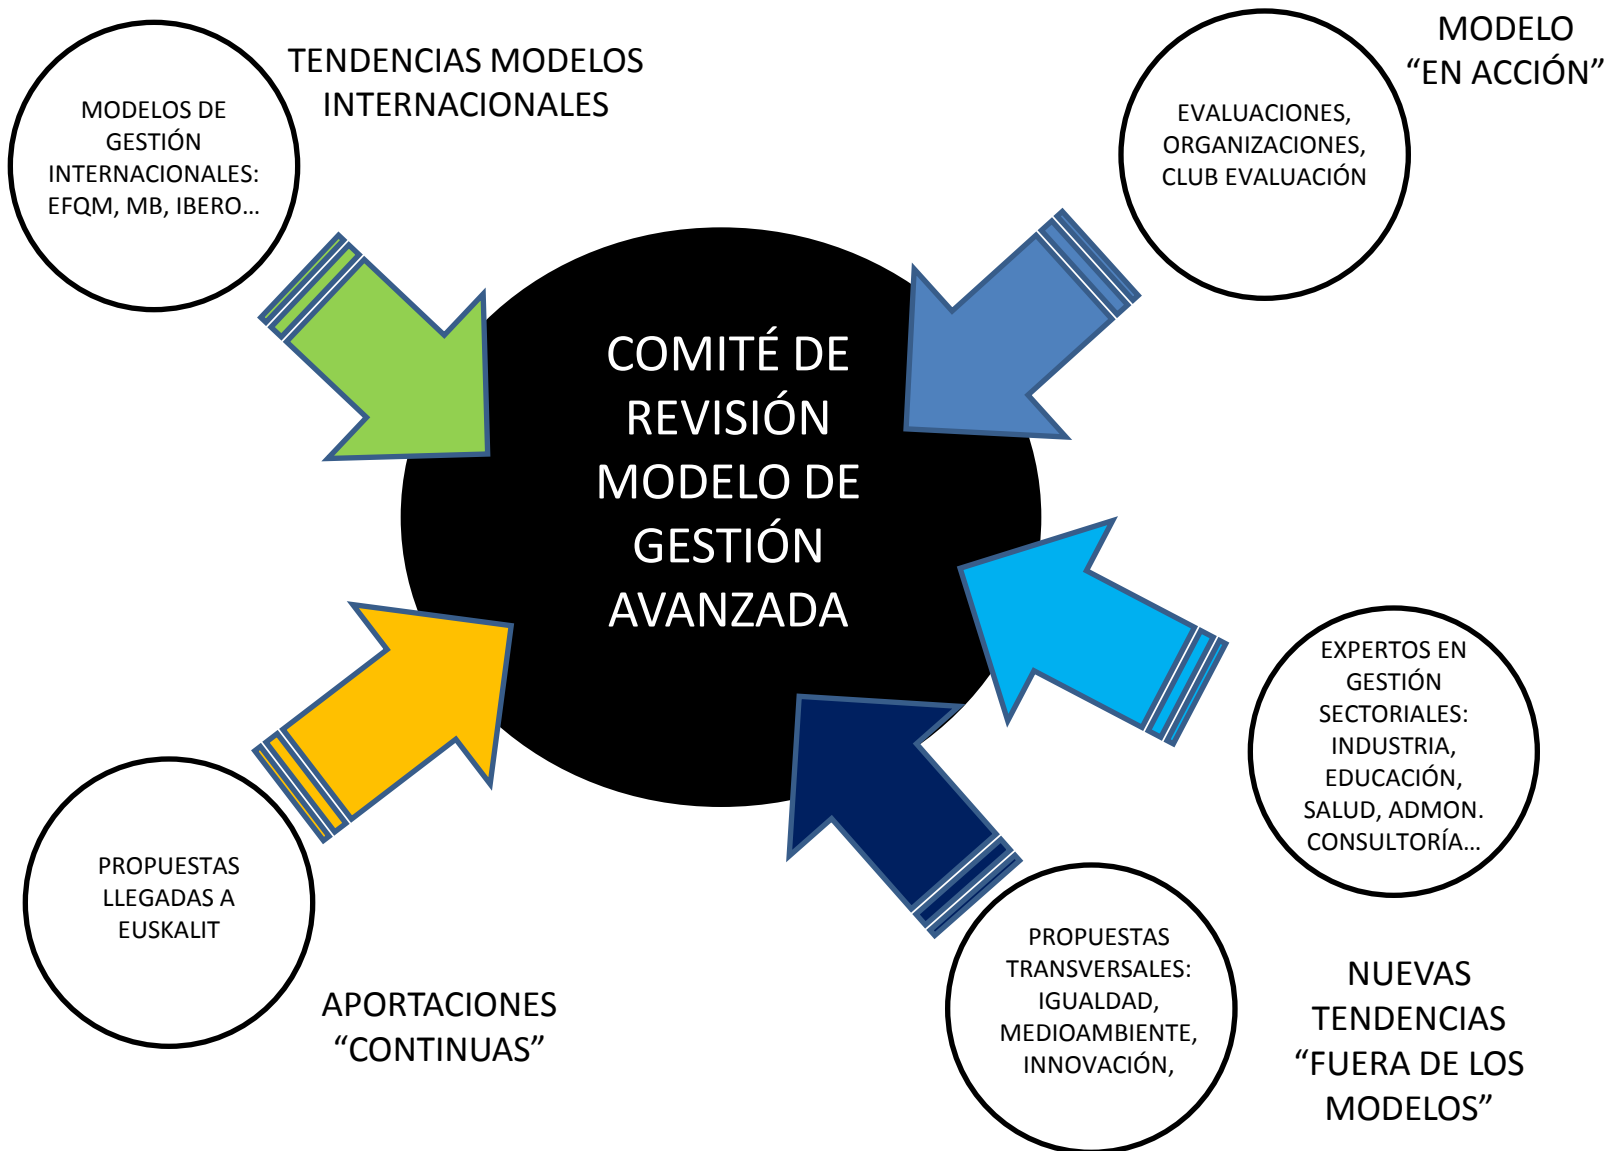 TENDENCIAS MODELOS
INTERNACIONALES
MODELOS DE
GESTIÓN
INTERNACIONALES:
EFQM, MB, IBERO…
MODELO
“EN ACCIÓN”
EVALUACIONES,
ORGANIZACIONES,
CLUB EVALUACIÓN
COMITÉ DE
REVISIÓN
MODELO DE
GESTIÓN
AVANZADA
EXPERTOS EN
GESTIÓN
SECTORIALES:
INDUSTRIA,
EDUCACIÓN,
SALUD, ADMON.
CONSULTORÍA…
PROPUESTAS
LLEGADAS A
EUSKALIT
APORTACIONES
“CONTINUAS”
PROPUESTAS
TRANSVERSALES:
IGUALDAD,
MEDIOAMBIENTE,
INNOVACIÓN,
NUEVAS
TENDENCIAS
“FUERA DE LOS
MODELOS”